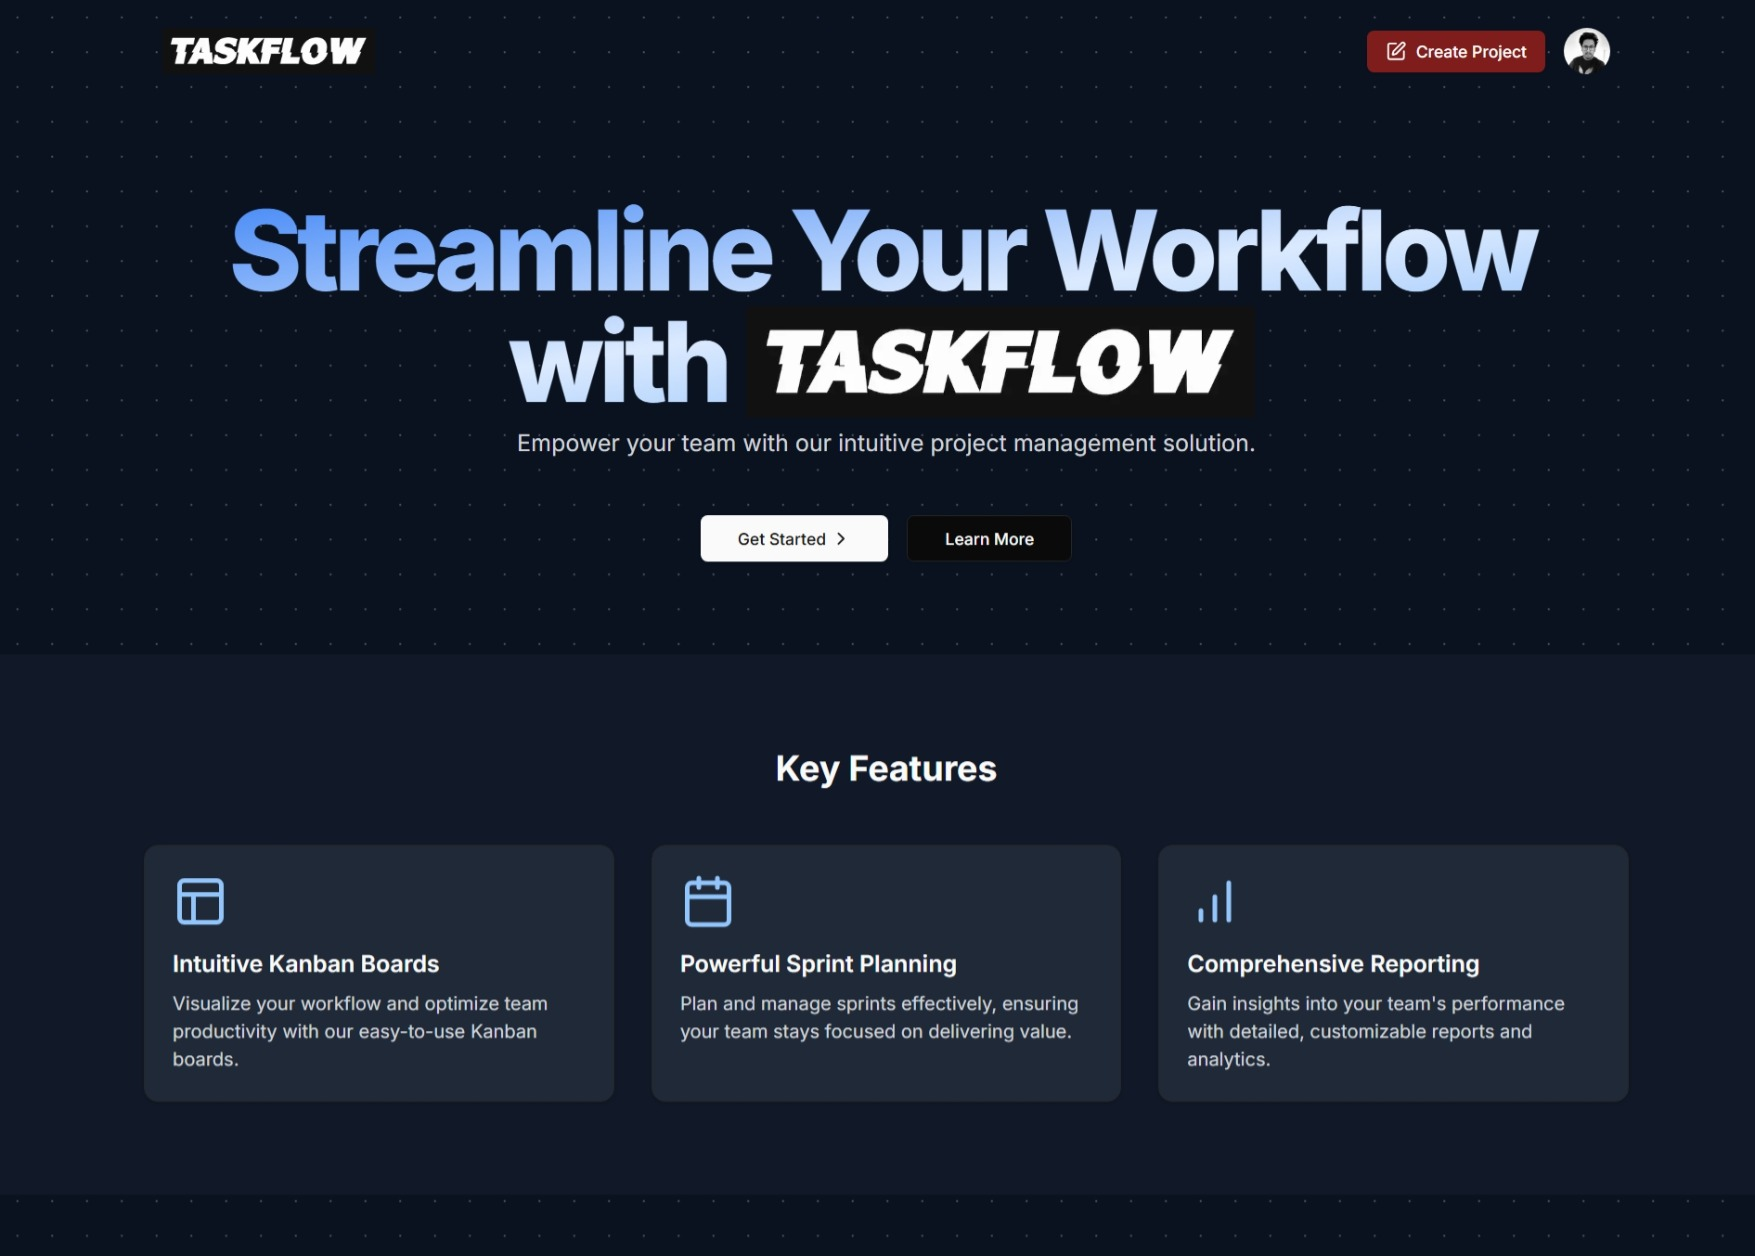 TASKFLOW
Create Project
Streamline Your Workflow
with TASKFLOW
Empower your team with our intuitive project management solution.
Get Started
Learn More
Key Features
Intuitive Kanban Boards
Visualize your workflow and optimize team
productivity with our easy-to-use Kanban
boards.
Powerful Sprint Planning
Plan and manage sprints effectively, ensuring
your team stays focused on delivering value.
Comprehensive Reporting
Gain insights into your team's performance
with detailed, customizable reports and
analytics.